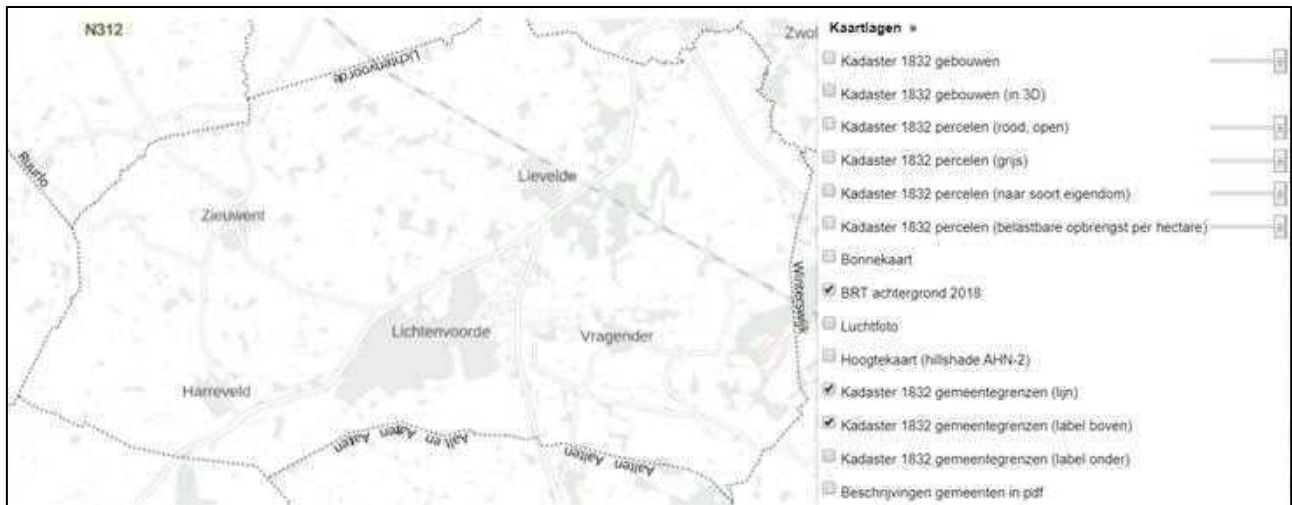 N312
Lichtenvoorde
Zwol
Ruurlo
Lievelde
Zieuwent
Winterswijk
Lichtenvoorde
Vragender
Harreveld
Aalten
Aalten
Aalten
Aalten
Aalten
Kaartlagen »
Kadaster 1832 gebouwen
Kadaster 1832 gebouwen (in 3D)
Kadaster 1832 percelen (rood, open)
Kadaster 1832 percelen (grijs)
Kadaster 1832 percelen (naar soort eigendom)
Kadaster 1832 percelen (belastbare opbrengst per hectare)
Bonnekaart
BRT achtergrond 2018
Luchtfoto
Hoogtekaart (hillshade AHN-2)
Kadaster 1832 gemeentegrenzen (lijn)
Kadaster 1832 gemeentegrenzen (label boven)
Kadaster 1832 gemeentegrenzen (label onder)
Beschrijvingen gemeenten in pdf